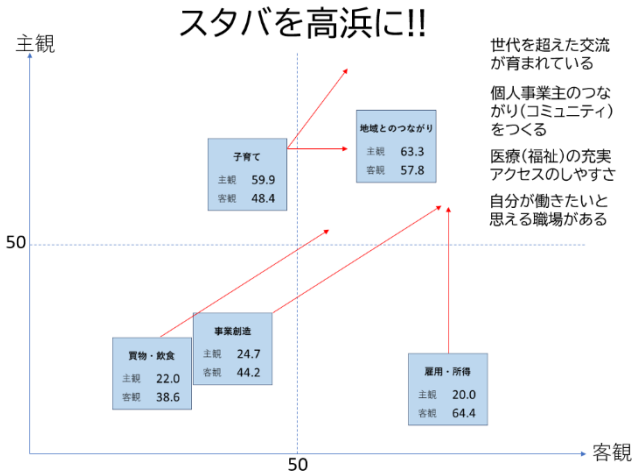 スタバを高浜に!!
主観
世代を超えた交流
が育まれている
個人事業主のつな
がり(コミュニティ)
をつくる
医療(福祉)の充実
アクセスのしやすさ
自分が働きたいと
思える職場がある
地域とのつながり
主観 63.3
客観 57.8
子育て
主観 59.9
客観 48.4
50
事業創造
主観 24.7
客観 44.2
買物・飲食
主観 22.0
客観 38.6
雇用・所得
主観 20.0
客観 64.4
50
客観